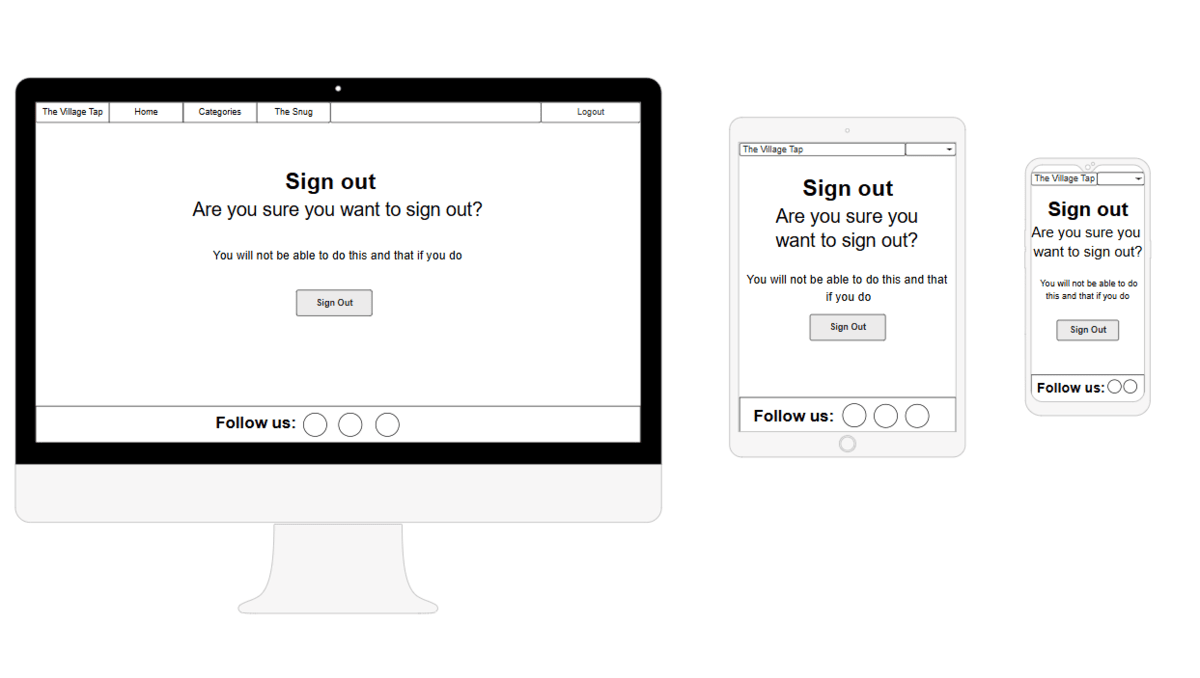 The Village Tap Home Categories The Snug Logout
Sign out
Are you sure you want to sign out?
You will not be able to do this and that if you do
Sign Out
Follow us:
The Village Tap
Sign out
Are you sure you
want to sign out?
You will not be able to do this and that
if you do
Sign Out
Follow us:
The Village Tap
Sign out
Are you sure you
want to sign out?
You will not be able to do
this and that if you do
Sign Out
Follow us: